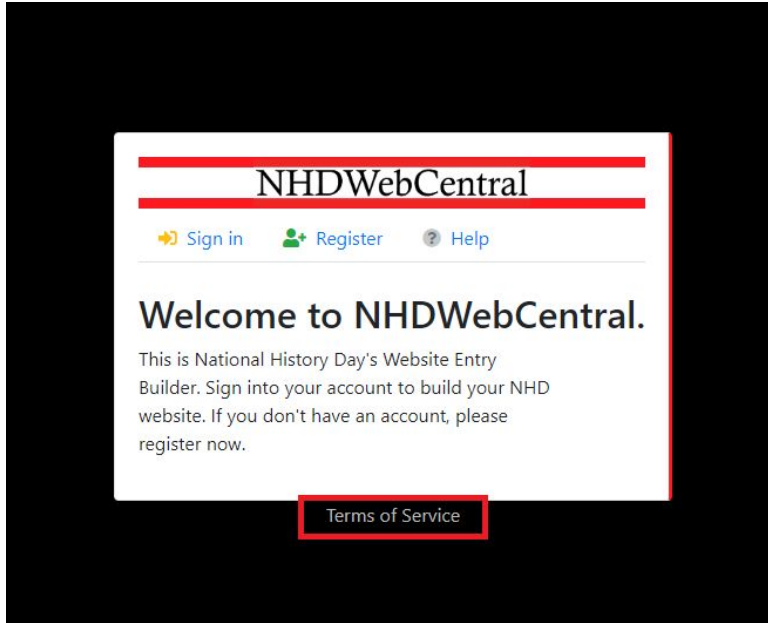 NHDWebCentral
Sign in Register Help
Welcome to NHDWebCentral.
This is National History Day's Website Entry
Builder. Sign into your account to build your NHD
website. If you don't have an account, please
register now.
Terms of Service